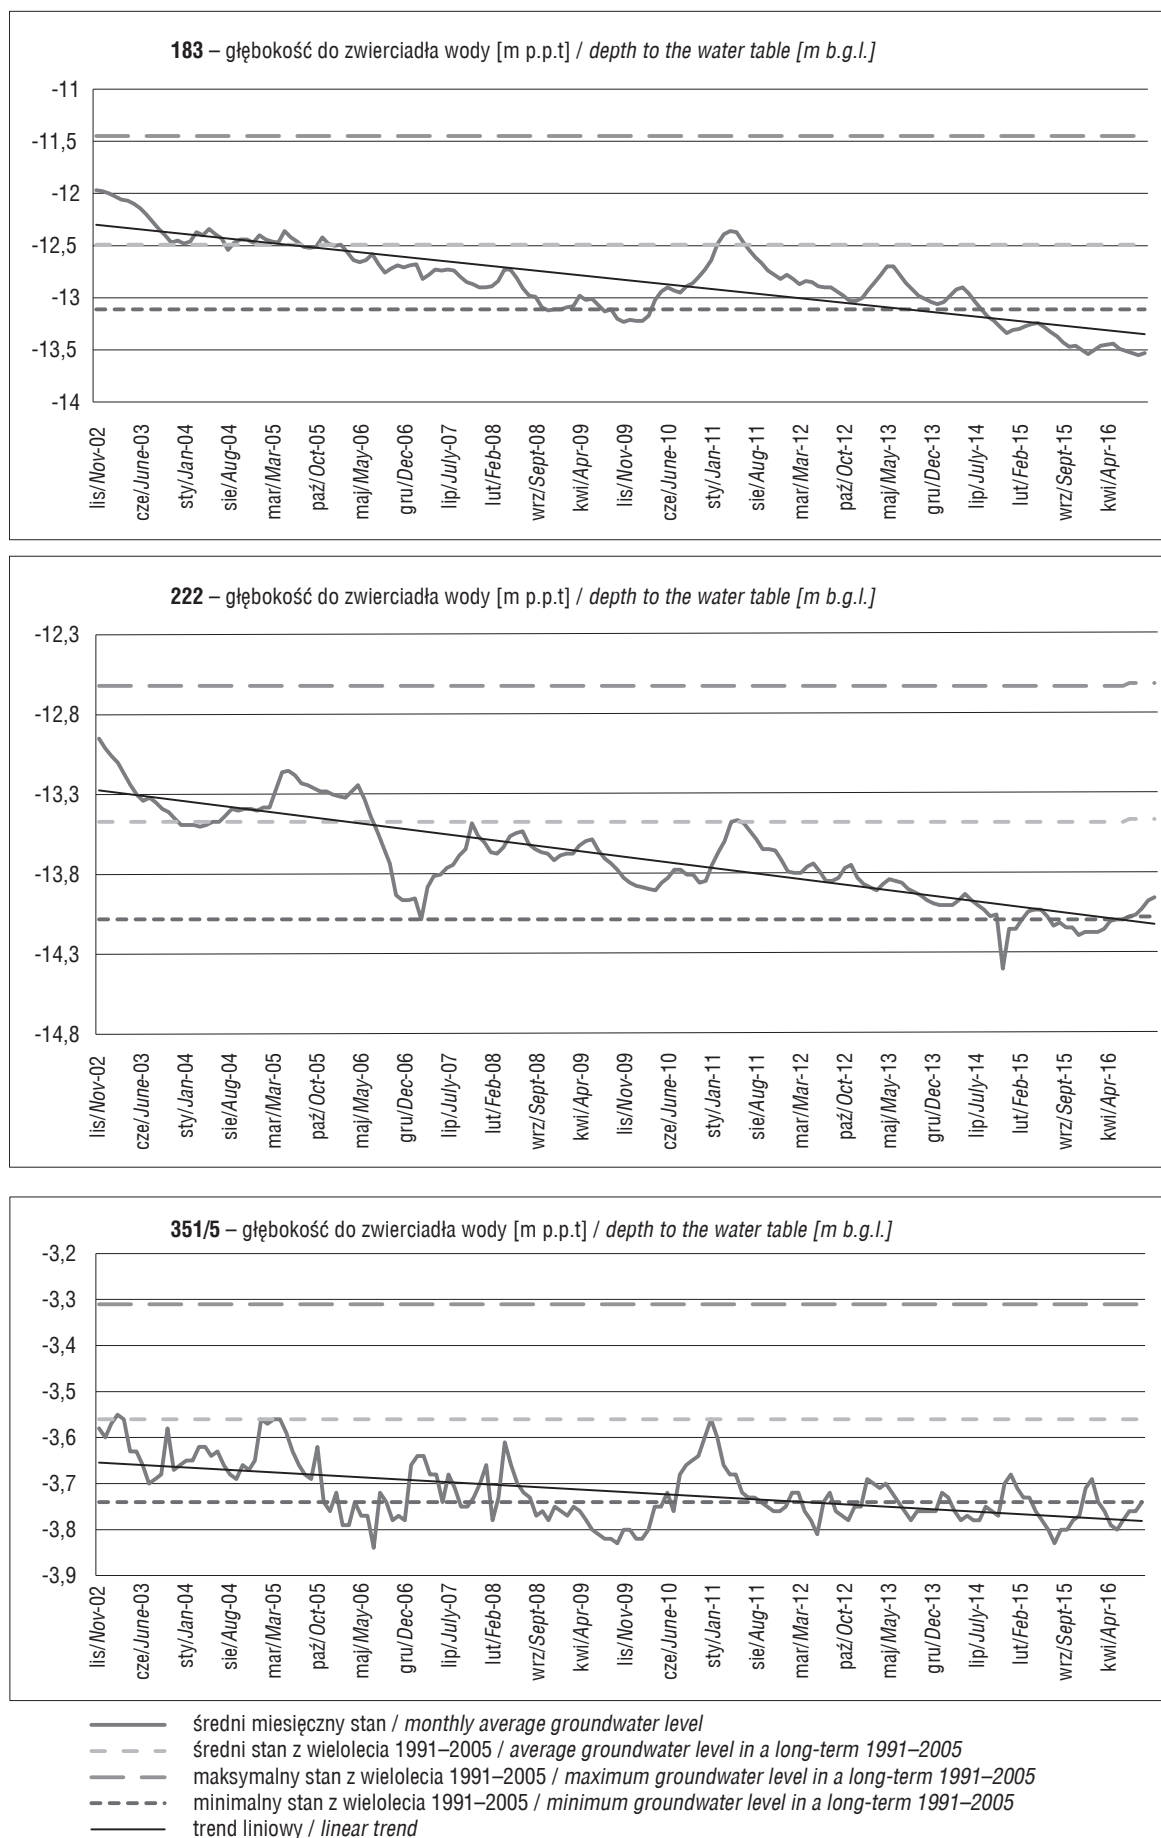 183 – głębokość do zwierciadła wody [m p.p.t] / depth to the water table [m b.g.l.]
-11
-11,5
-12
-12,5
-13
-13,5
-14
lis/Nov-02
cze/June-03
sty/Jan-04
sie/Aug-04
mar/Mar-05
paź/Oct-05
maj/May-06
gru/Dec-06
lip/July-07
lut/Feb-08
wrz/Sept-08
kwi/Apr-09
lis/Nov-09
cze/June-10
sty/Jan-11
sie/Aug-11
mar/Mar-12
paź/Oct-12
maj/May-13
gru/Dec-13
lip/July-14
lut/Feb-15
wrz/Sept-15
kwi/Apr-16
222 – głębokość do zwierciadła wody [m p.p.t] / depth to the water table [m b.g.l.]
-12,3
-12,8
-13,3
-13,8
-14,3
-14,8
lis/Nov-02
cze/June-03
sty/Jan-04
sie/Aug-04
mar/Mar-05
paź/Oct-05
maj/May-06
gru/Dec-06
lip/July-07
lut/Feb-08
wrz/Sept-08
kwi/Apr-09
lis/Nov-09
cze/June-10
sty/Jan-11
sie/Aug-11
mar/Mar-12
paź/Oct-12
maj/May-13
gru/Dec-13
lip/July-14
lut/Feb-15
wrz/Sept-15
kwi/Apr-16
351/5 – głębokość do zwierciadła wody [m p.p.t] / depth to the water table [m b.g.l.]
-3,2
-3,3
-3,4
-3,5
-3,6
-3,7
-3,8
-3,9
lis/Nov-02
cze/June-03
sty/Jan-04
sie/Aug-04
mar/Mar-05
paź/Oct-05
maj/May-06
gru/Dec-06
lip/July-07
lut/Feb-08
wrz/Sept-08
kwi/Apr-09
lis/Nov-09
cze/June-10
sty/Jan-11
sie/Aug-11
mar/Mar-12
paź/Oct-12
maj/May-13
gru/Dec-13
lip/July-14
lut/Feb-15
wrz/Sept-15
kwi/Apr-16
średni miesięczny stan / monthly average groundwater level
średni stan z wielolecia 1991–2005 / average groundwater level in a long-term 1991–2005
maksymalny stan z wielolecia 1991–2005 / maximum groundwater level in a long-term 1991–2005
minimalny stan z wielolecia 1991–2005 / minimum groundwater level in a long-term 1991–2005
trend liniowy / linear trend